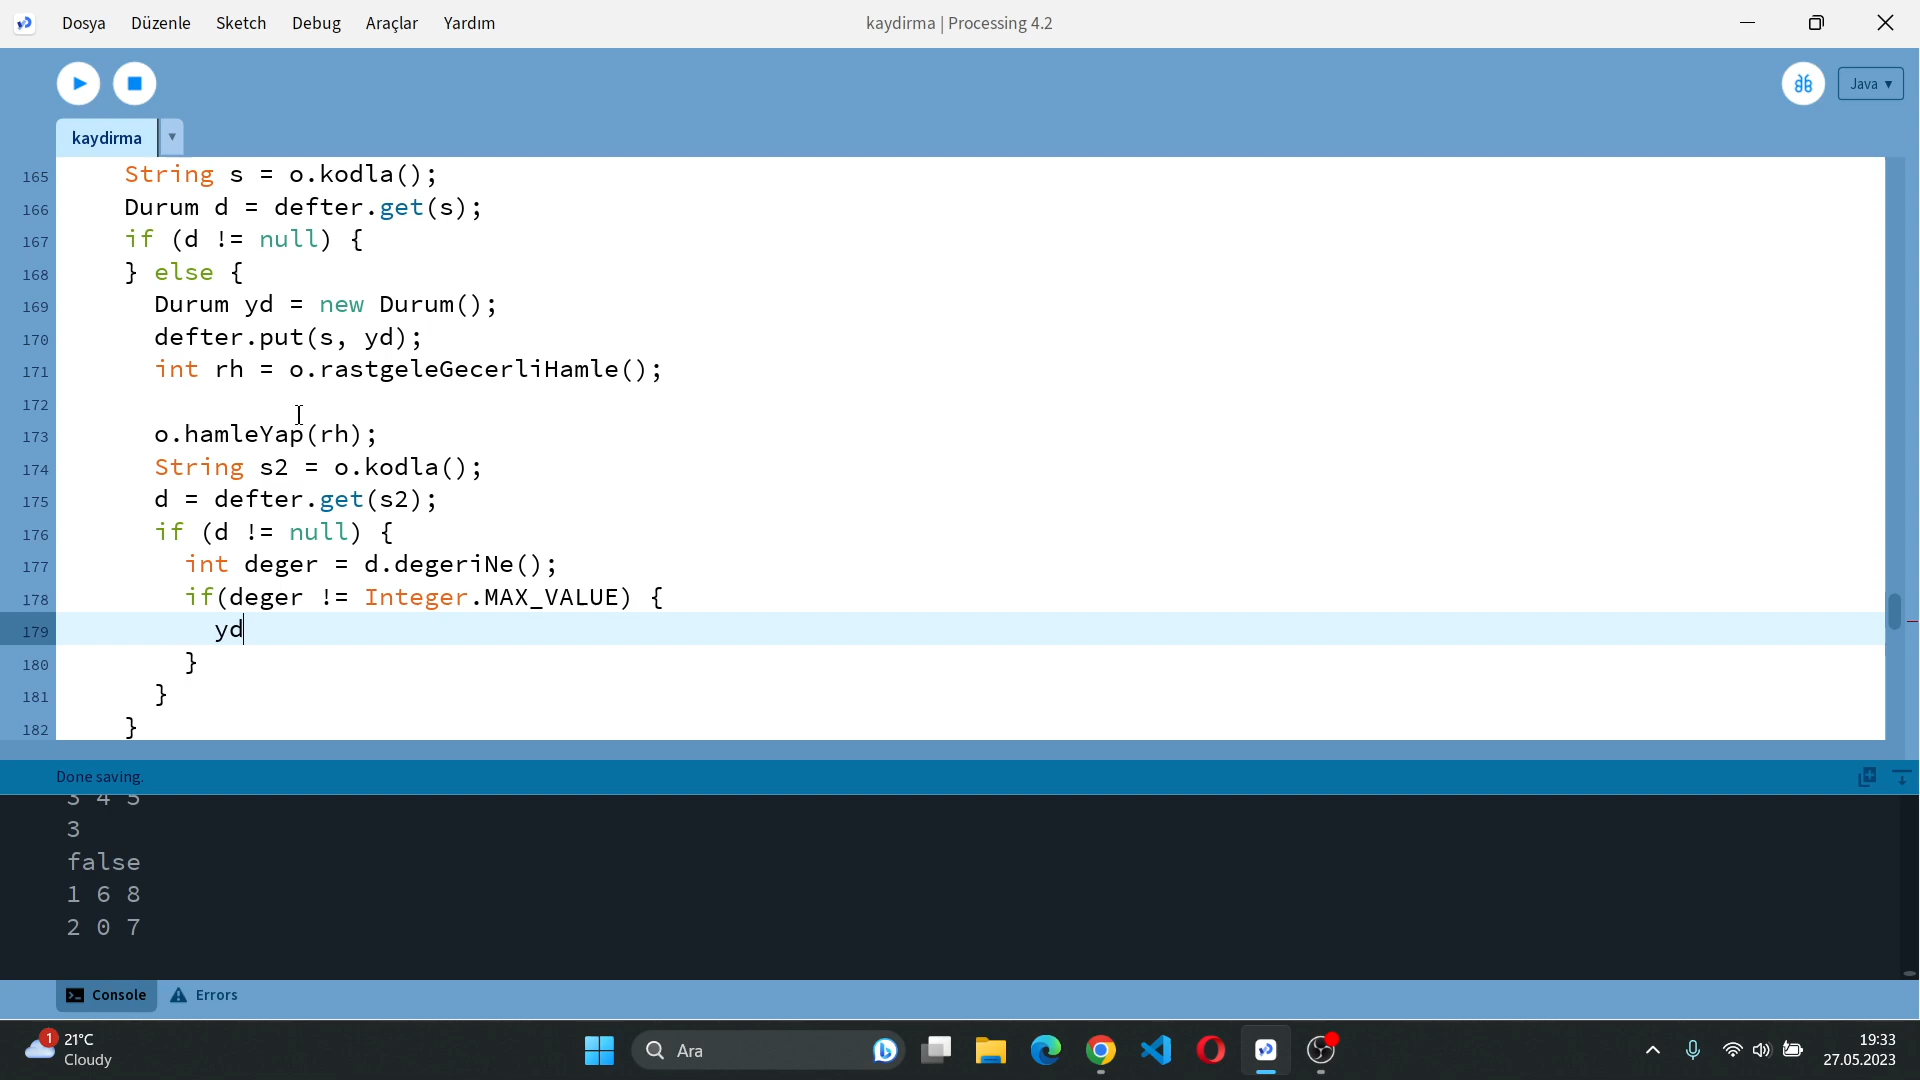 Dosya Düzenle Sketch Debug Araçlar Yardım kaydirma | Processing 4.2
Java ▾
kaydirma ▾
165 String s = o.kodla();
166 Durum d = defter.get(s);
167 if (d != null) {
168 } else {
169 Durum yd = new Durum();
170 defter.put(s, yd);
171 int rh = o.rastgeleGecerliHamle();
172
173 o.hamleYap(rh);
174 String s2 = o.kodla();
175 d = defter.get(s2);
176 if (d != null) {
177 int deger = d.degeriNe();
178 if(deger != Integer.MAX_VALUE) {
179 yd
180 }
181 }
182 }
Done saving.
3 4 5
3
false
1 6 8
2 0 7
Console Errors
1 21°C
Cloudy
Ara
19:33
27.05.2023